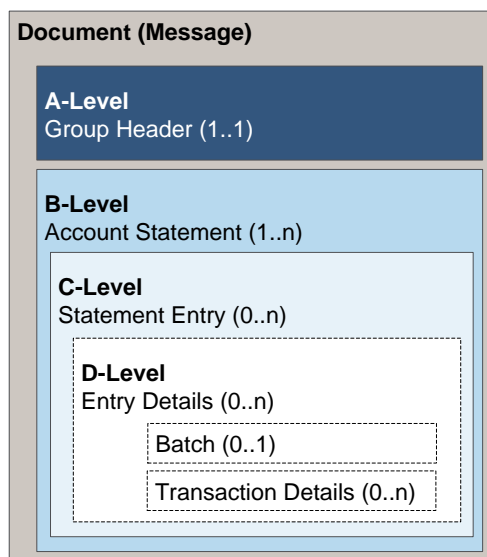 Document (Message)
A-Level
Group Header (1..1)
B-Level
Account Statement (1..n)
C-Level
Statement Entry (0..n)
D-Level
Entry Details (0..n)
Batch (0..1)
Transaction Details (0..n)